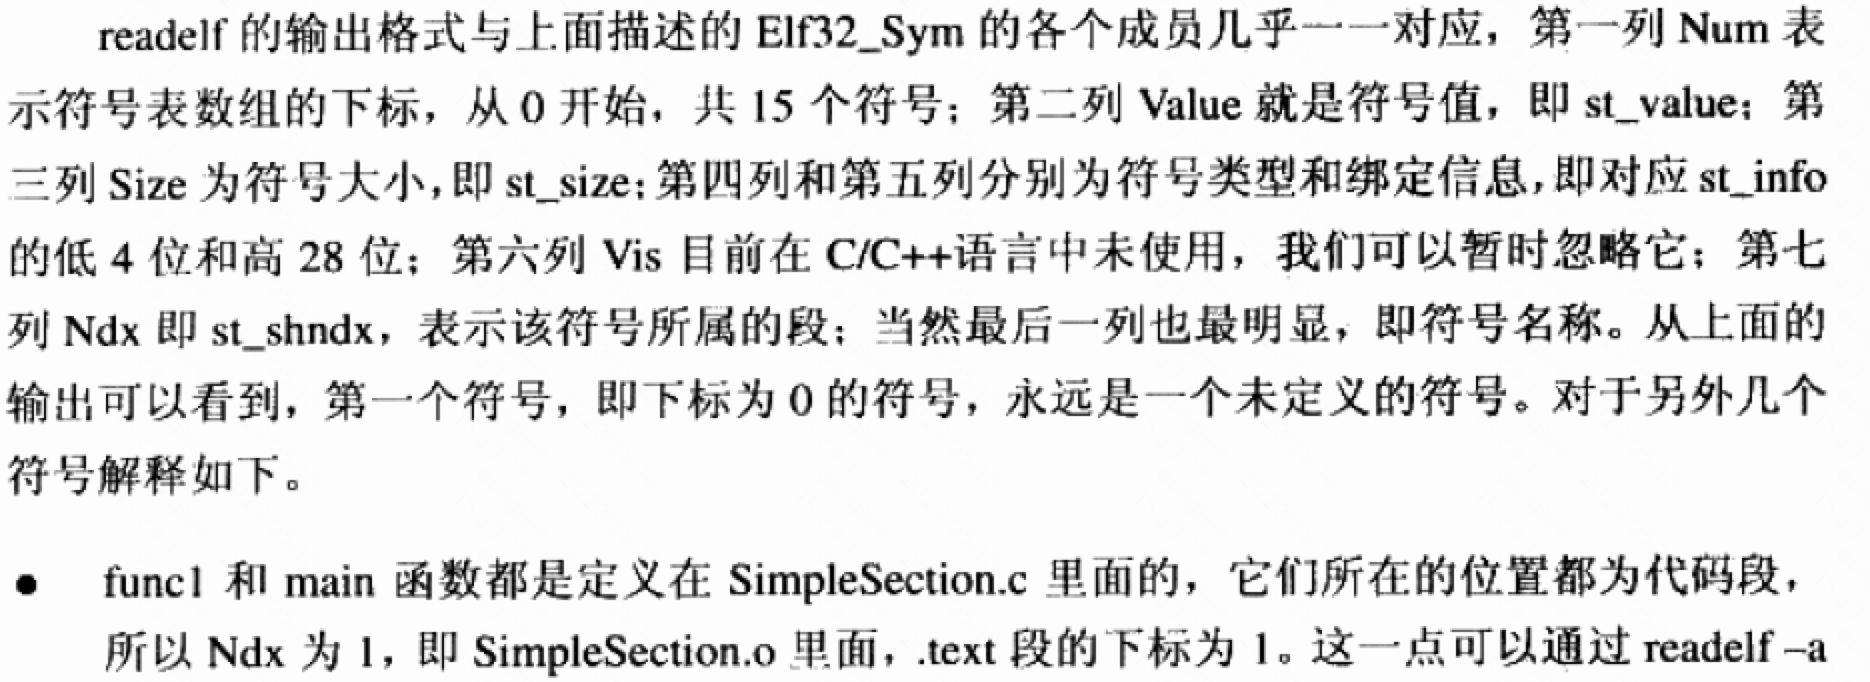 readelf 的输出格式与上面描述的 Elf32_Sym 的各个成员几乎一一对应，第一列 Num 表
示符号表数组的下标，从 0 开始，共 15 个符号；第二列 Value 就是符号值，即 st_value；第
三列 Size 为符号大小，即 st_size；第四列和第五列分别为符号类型和绑定信息，即对应 st_info
的低 4 位和高 28 位；第六列 Vis 目前在 C/C++语言中未使用，我们可以暂时忽略它；第七
列 Ndx 即 st_shndx，表示该符号所属的段；当然最后一列也最明显，即符号名称。从上面的
输出可以看到，第一个符号，即下标为 0 的符号，永远是一个未定义的符号。对于另外几个
符号解释如下。
● func1 和 main 函数都是定义在 SimpleSection.c 里面的，它们所在的位置都为代码段，
所以 Ndx 为 1，即 SimpleSection.o 里面，.text 段的下标为 1。这一点可以通过 readelf –a